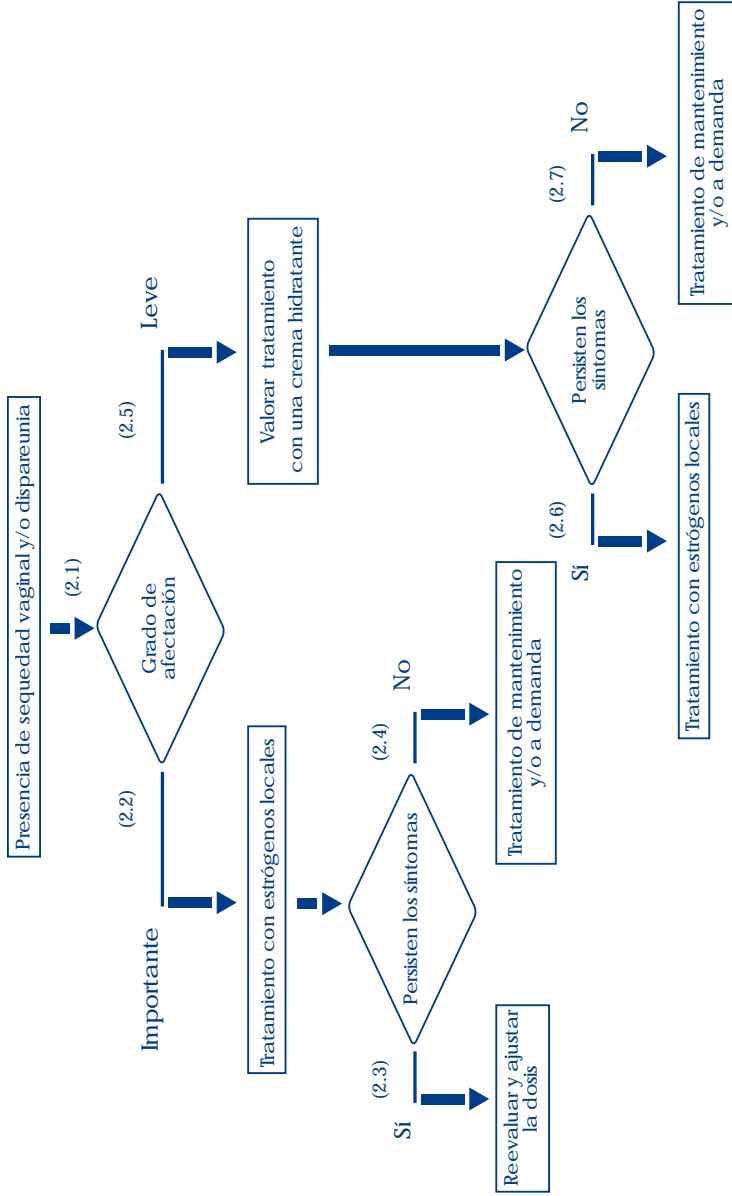 Presencia de sequedad vaginal y/o dispareunia
(2.1)
Grado de
afectación
(2.2)
Importante
(2.5)
Leve
Tratamiento con estrógenos locales
Valorar tratamiento
con una crema hidratante
Persisten los síntomas
(2.3)
Sí
(2.4)
No
Reevaluar y ajustar
la dosis
Tratamiento de mantenimiento
y/o a demanda
Persisten los
síntomas
(2.6)
Sí
(2.7)
No
Tratamiento con estrógenos locales
Tratamiento de mantenimiento
y/o a demanda